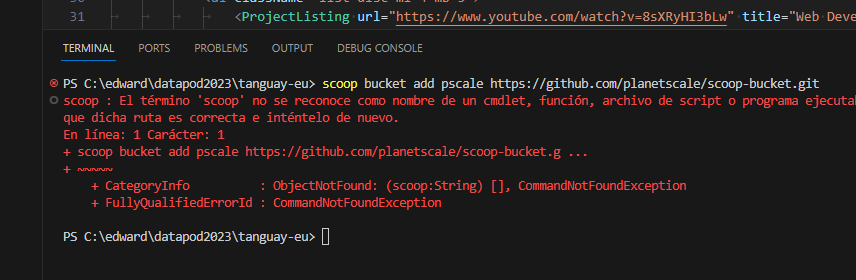 <ul className="list-disc ml-4 mb-3">
31 <ProjectListing url="https://www.youtube.com/watch?v=8sXRyHI3bLw" title="Web Deve
TERMINAL PORTS PROBLEMS OUTPUT DEBUG CONSOLE
PS C:\edward\datapod2023\tanguay-eu> scoop bucket add pscale https://github.com/planetscale/scoop-bucket.git
scoop : El término 'scoop' no se reconoce como nombre de un cmdlet, función, archivo de script o programa ejecutab
que dicha ruta es correcta e inténtelo de nuevo.
En línea: 1 Carácter: 1
+ scoop bucket add pscale https://github.com/planetscale/scoop-bucket.g ...
+ ~~~~~
    + CategoryInfo          : ObjectNotFound: (scoop:String) [], CommandNotFoundException
    + FullyQualifiedErrorId : CommandNotFoundException
PS C:\edward\datapod2023\tanguay-eu>